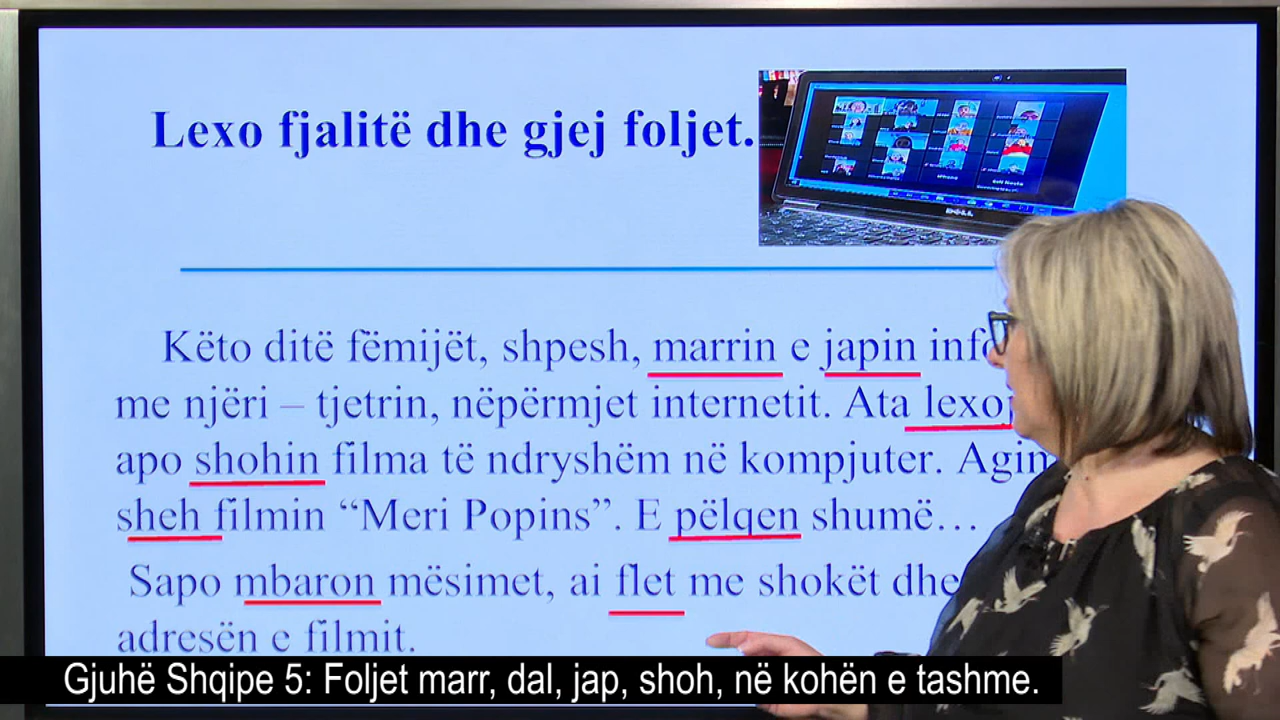 Lexo fjalitë dhe gjej foljet.
DELL
Këto ditë fëmijët, shpesh, marrin e japin
me njëri – tjetrin, nëpërmjet internetit. Ata
apo shohin filma të ndryshëm në kompjuter. Agim
sheh filmin “Meri Popins”. E pëlqen shumë…
Sapo mbaron mësimet, ai flet me shokët dhe
adresën e filmit.
Gjuhë Shqipe 5: Foljet marr, dal, jap, shoh, në kohën e tashme.